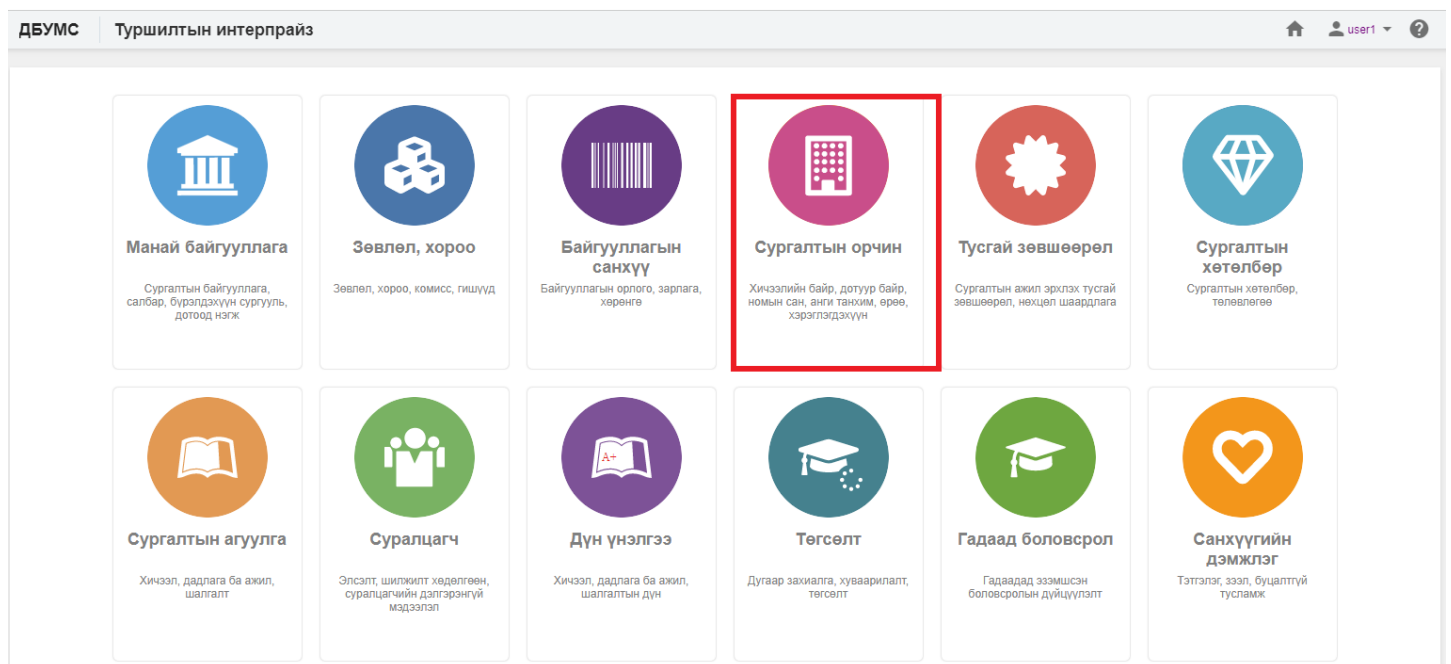 ДБУМС Туршилтын интерпрайз user1
Манай байгууллага
Сургалтын байгууллага,
салбар, бүрэлдэхүүн сургууль,
дотоод нэгж
Зөвлөл, хороо
Зөвлөл, хороо, комисс, гишүүд
Байгууллагын
санхүү
Байгууллагын орлого, зарлага,
хөрөнгө
Сургалтын орчин
Хичээлийн байр, дотуур байр,
номын сан, анги танхим, өрөө,
хэрэглэгдэхүүн
Тусгай зөвшөөрөл
Сургалтын ажил эрхлэх тусгай
зөвшөөрөл, нөхцөл шаардлага
Сургалтын
хөтөлбөр
Сургалтын хөтөлбөр,
төлөвлөгөө
Сургалтын агуулга
Хичээл, дадлага ба ажил,
шалгалт
Суралцагч
Элсэлт, шилжилт хөдөлгөөн,
суралцагчийн дэлгэрэнгүй
мэдээлэл
A+
Дүн үнэлгээ
Хичээл, дадлага ба ажил,
шалгалтын дүн
Төгсөлт
Дугаар захиалга, хуваарилалт,
төгсөлт
Гадаад боловсрол
Гадаадад эзэмшсэн
боловсролын дүйцүүлэлт
Санхүүгийн
дэмжлэг
Тэтгэлэг, зээл, буцалтгүй
тусламж